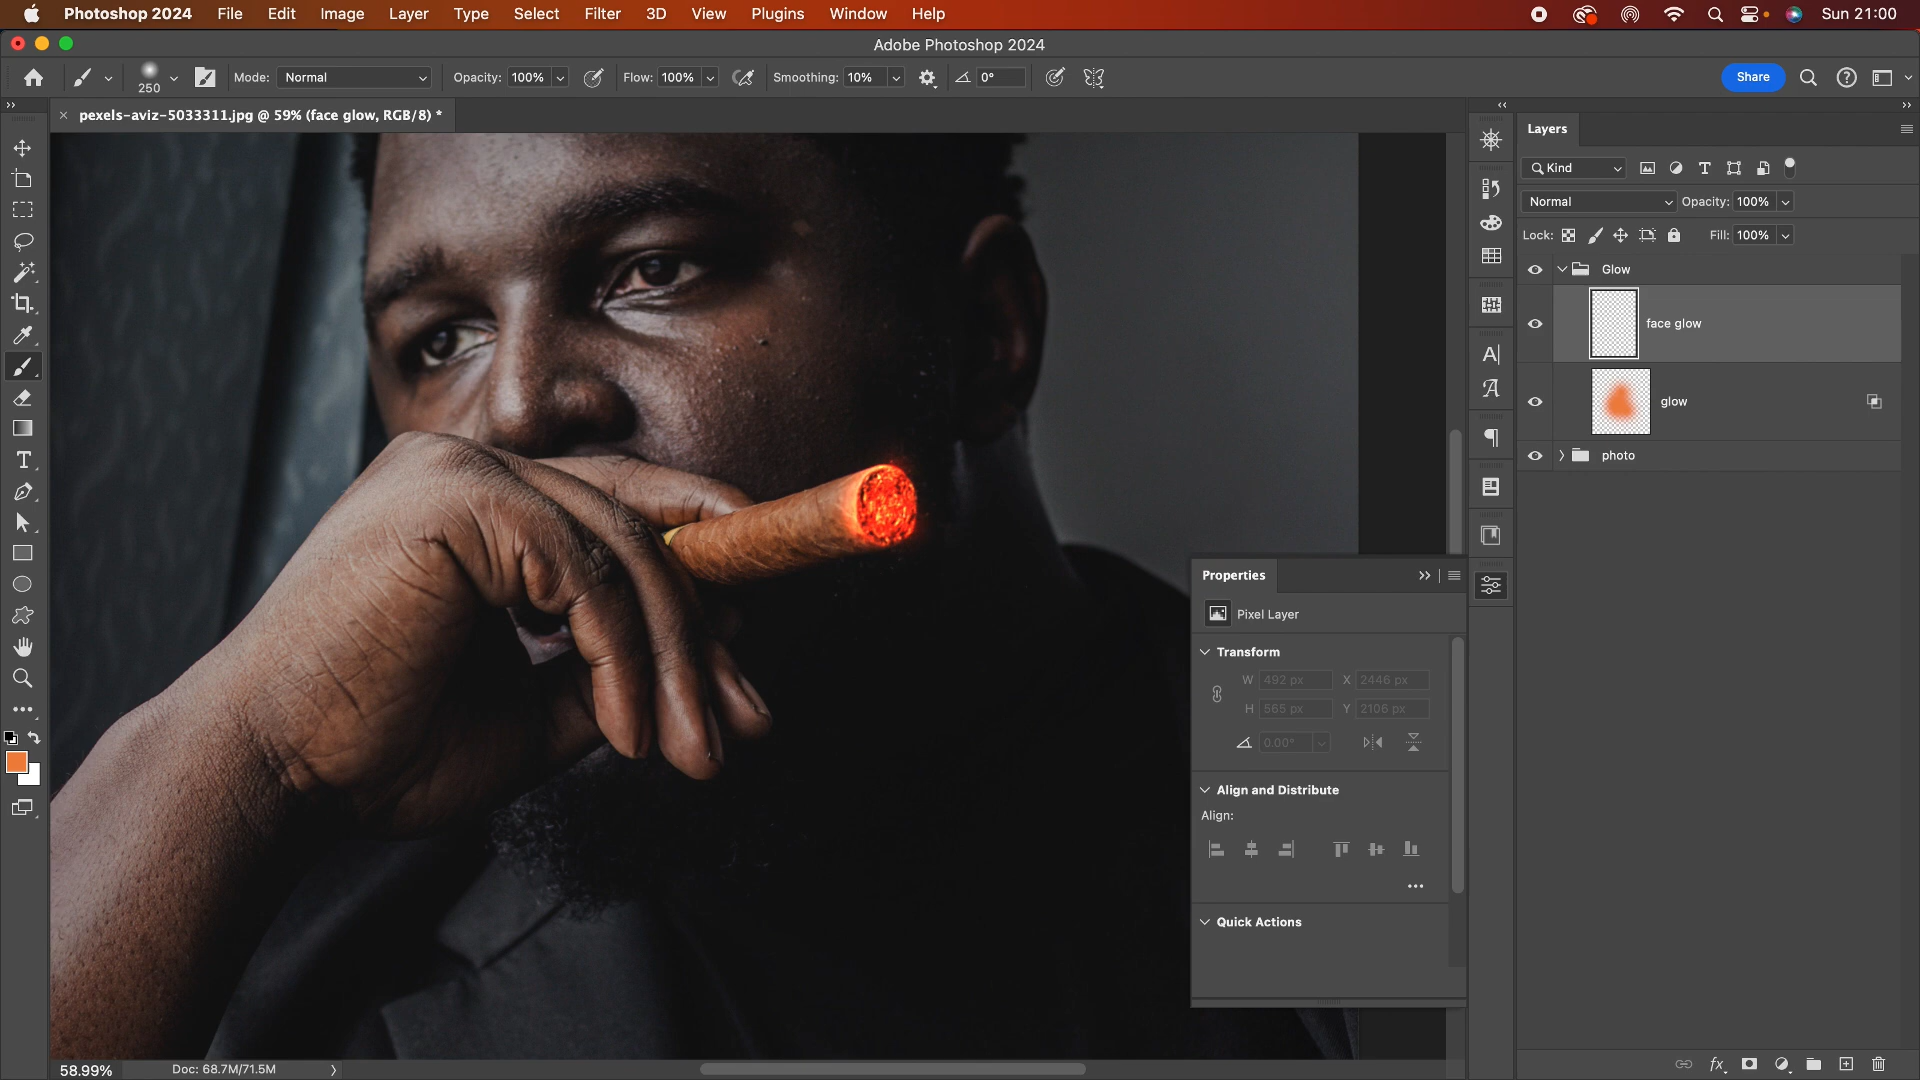 Photoshop 2024 File Edit Image Layer Type Select Filter 3D View Plugins Window Help Sun 21:00
Adobe Photoshop 2024
250 Mode: Normal Opacity: 100% Flow: 100% Smoothing: 10% 0° Share
pexels-aviz-5033311.jpg @ 59% (face glow, RGB/8) *
Layers
Kind
Normal Opacity: 100%
Lock: Fill: 100%
Glow
face glow
glow
photo
Properties
Pixel Layer
Transform
W 492 px X 2446 px
H 565 px Y 2106 px
0.00°
Align and Distribute
Align:
Quick Actions
58.99% Doc: 68.7M/71.5M